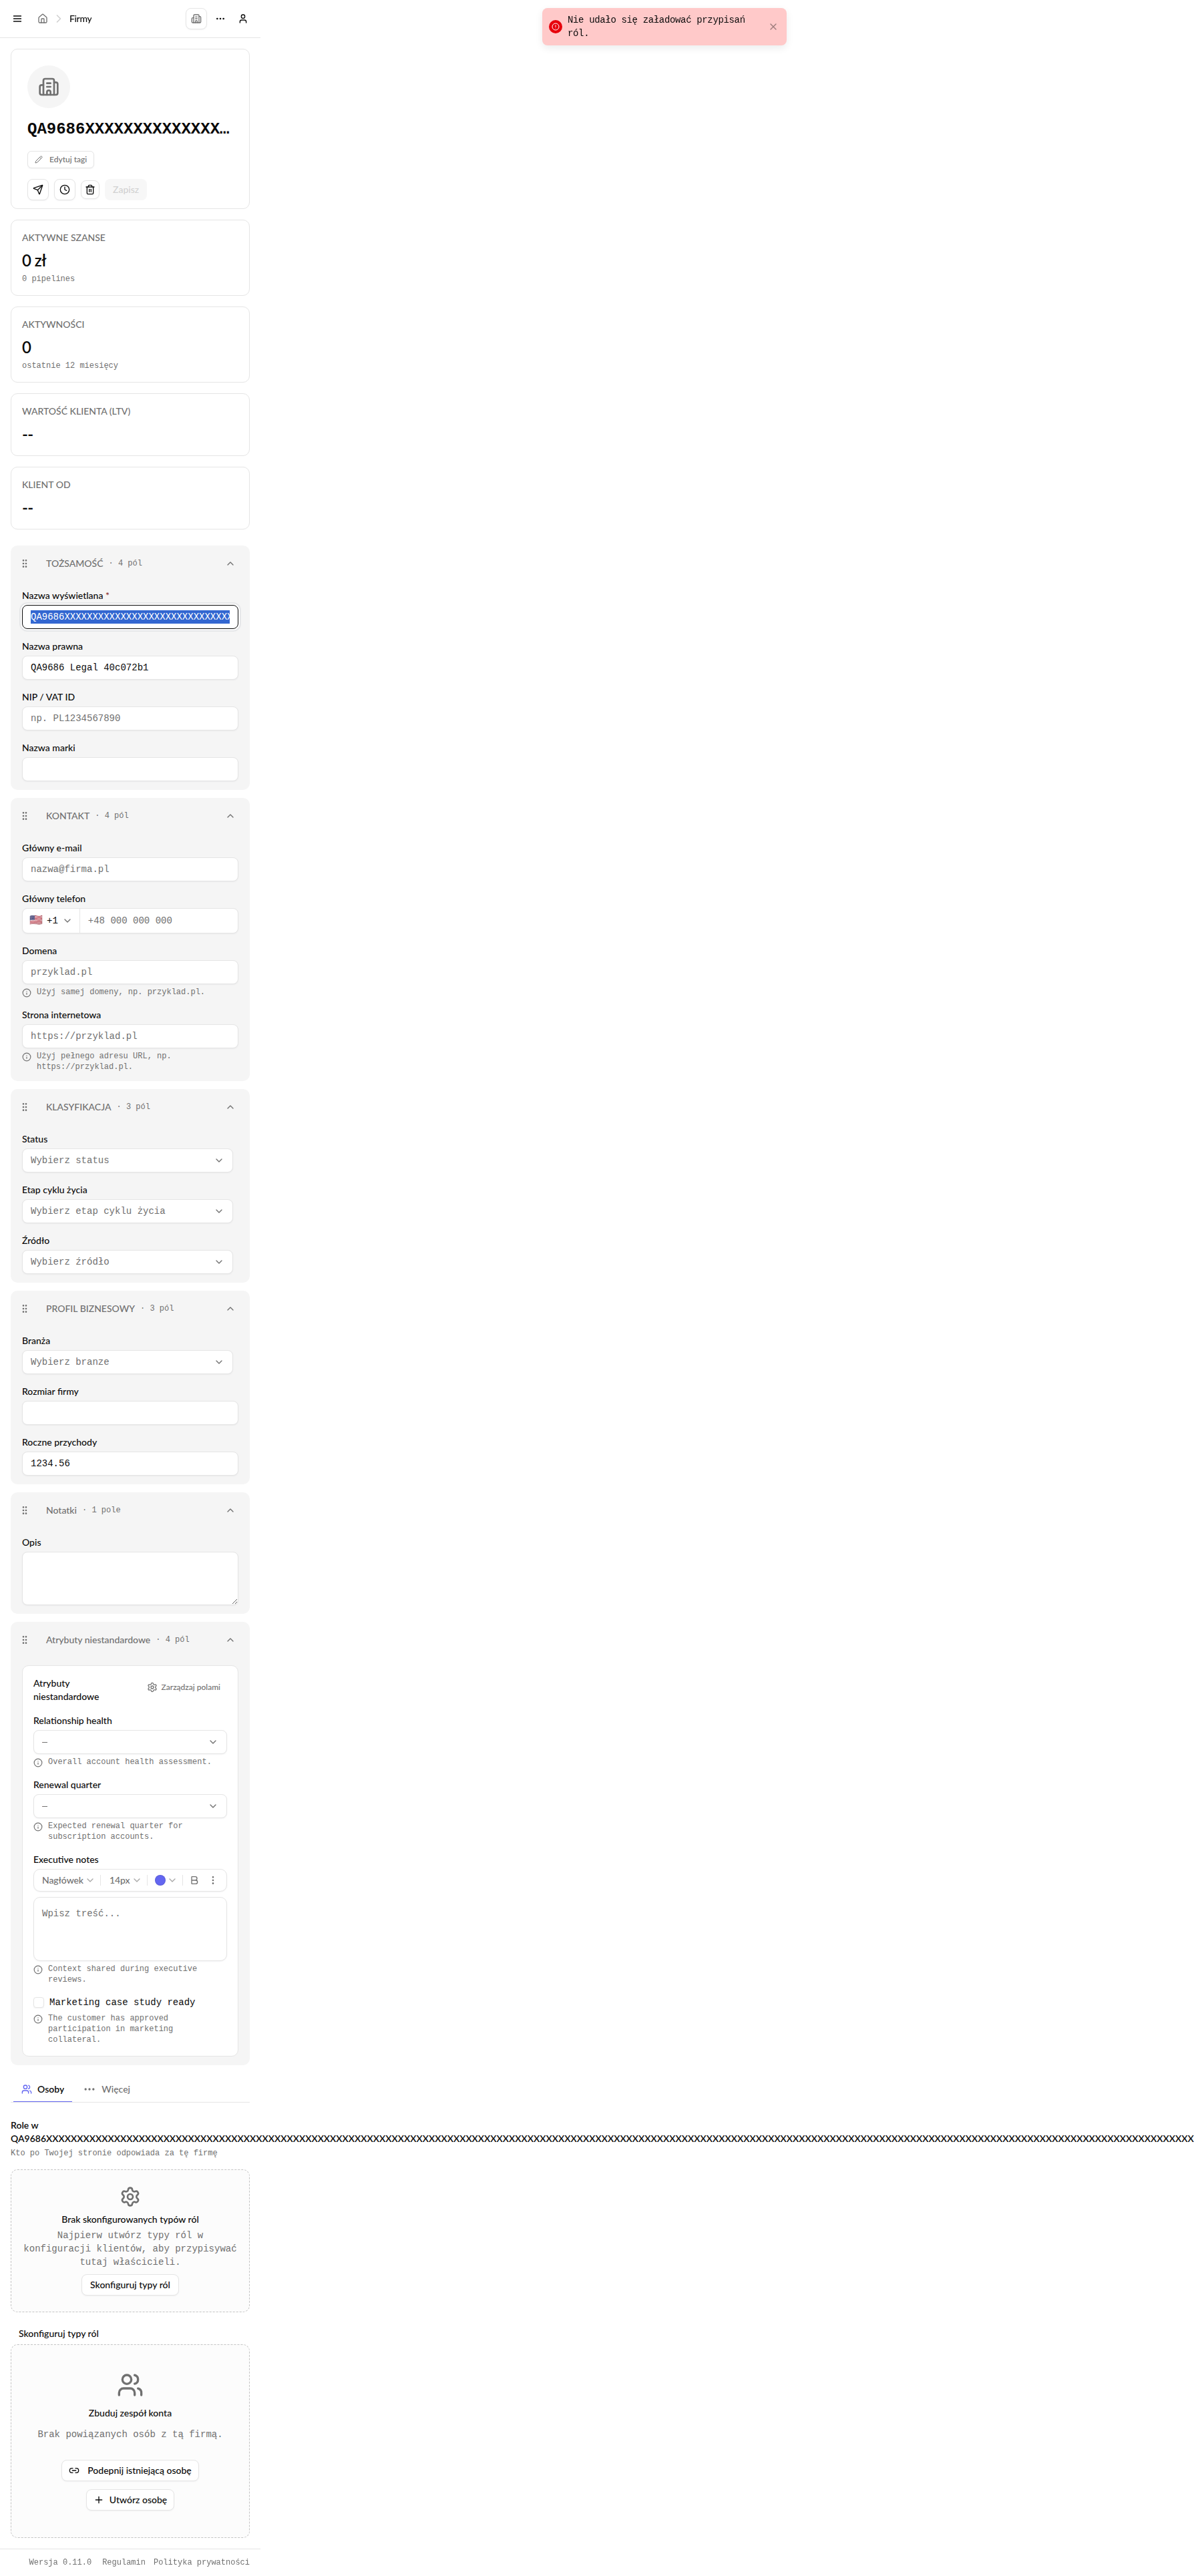 Firmy
Nie udało się załadować przypisań
ról.
QA9686XXXXXXXXXXXXXX…
Edytuj tagi
Zapisz
AKTYWNE SZANSE
0 zł
0 pipelines
AKTYWNOŚCI
0
ostatnie 12 miesięcy
WARTOŚĆ KLIENTA (LTV)
--
KLIENT OD
--
TOŻSAMOŚĆ · 4 pól
Nazwa wyświetlana *
Nazwa prawna
QA9686 Legal 40c072b1
NIP / VAT ID
np. PL1234567890
Nazwa marki
KONTAKT · 4 pól
Główny e-mail
nazwa@firma.pl
Główny telefon
+1 +48 000 000 000
Domena
przyklad.pl
Użyj samej domeny, np. przyklad.pl.
Strona internetowa
https://przyklad.pl
Użyj pełnego adresu URL, np.
https://przyklad.pl.
KLASYFIKACJA · 3 pól
Status
Wybierz status
Etap cyklu życia
Wybierz etap cyklu życia
Źródło
Wybierz źródło
PROFIL BIZNESOWY · 3 pól
Branża
Wybierz branze
Rozmiar firmy
Roczne przychody
1234.56
Notatki · 1 pole
Opis
Atrybuty niestandardowe · 4 pól
Atrybuty
niestandardowe
Zarządzaj polami
Relationship health
—
Overall account health assessment.
Renewal quarter
—
Expected renewal quarter for
subscription accounts.
Executive notes
Nagłówek 14px B
Wpisz treść...
Context shared during executive
reviews.
Marketing case study ready
The customer has approved
participation in marketing
collateral.
Osoby Więcej
Role w
Kto po Twojej stronie odpowiada za tę firmę
Brak skonfigurowanych typów ról
Najpierw utwórz typy ról w
konfiguracji klientów, aby przypisywać
tutaj właścicieli.
Skonfiguruj typy ról
Skonfiguruj typy ról
Zbuduj zespół konta
Brak powiązanych osób z tą firmą.
Podepnij istniejącą osobę
Utwórz osobę
Wersja 0.11.0 Regulamin Polityka prywatności